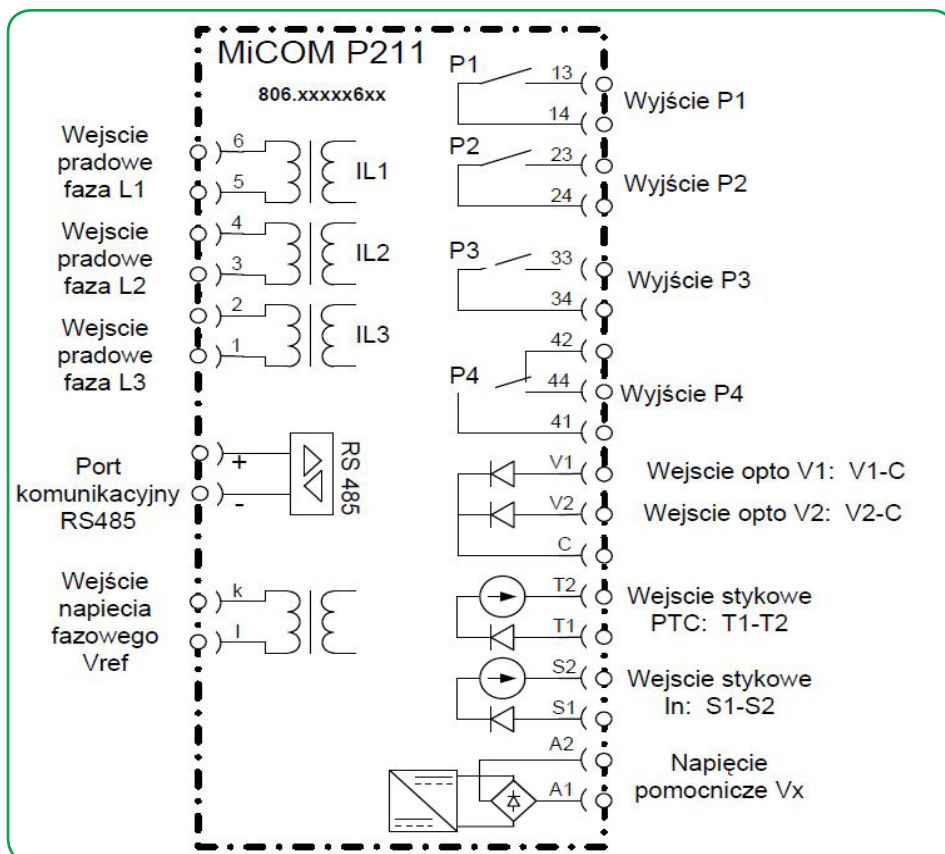 MiCOM P211
806.xxxxx6xx
Wejscie
pradowe
faza L1
6
5
IL1
Wejscie
pradowe
faza L2
4
3
IL2
Wejscie
pradowe
faza L3
2
1
IL3
Port
komunikacyjny
RS485
+
-
RS 485
Wejście
napiecia
fazowego
Vref
k
l
P1
13
14
Wyjście P1
P2
23
24
Wyjście P2
P3
33
34
Wyjście P3
P4
42
44
41
Wyjście P4
V1
Wejscie opto V1: V1-C
V2
Wejscie opto V2: V2-C
C
T2
T1
Wejscie stykowe
PTC: T1-T2
S2
S1
Wejscie stykowe
In: S1-S2
A2
A1
Napięcie
pomocnicze Vx